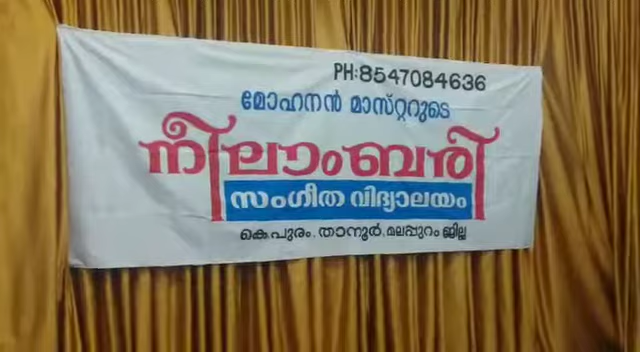 PH:8547084636
മോഹനൻ മാസ്റ്ററുടെ
നീലാംബരി
സംഗീത വിദ്യാലയം
കെ.പുരം. താനൂർ. മലപ്പുറം ജില്ല